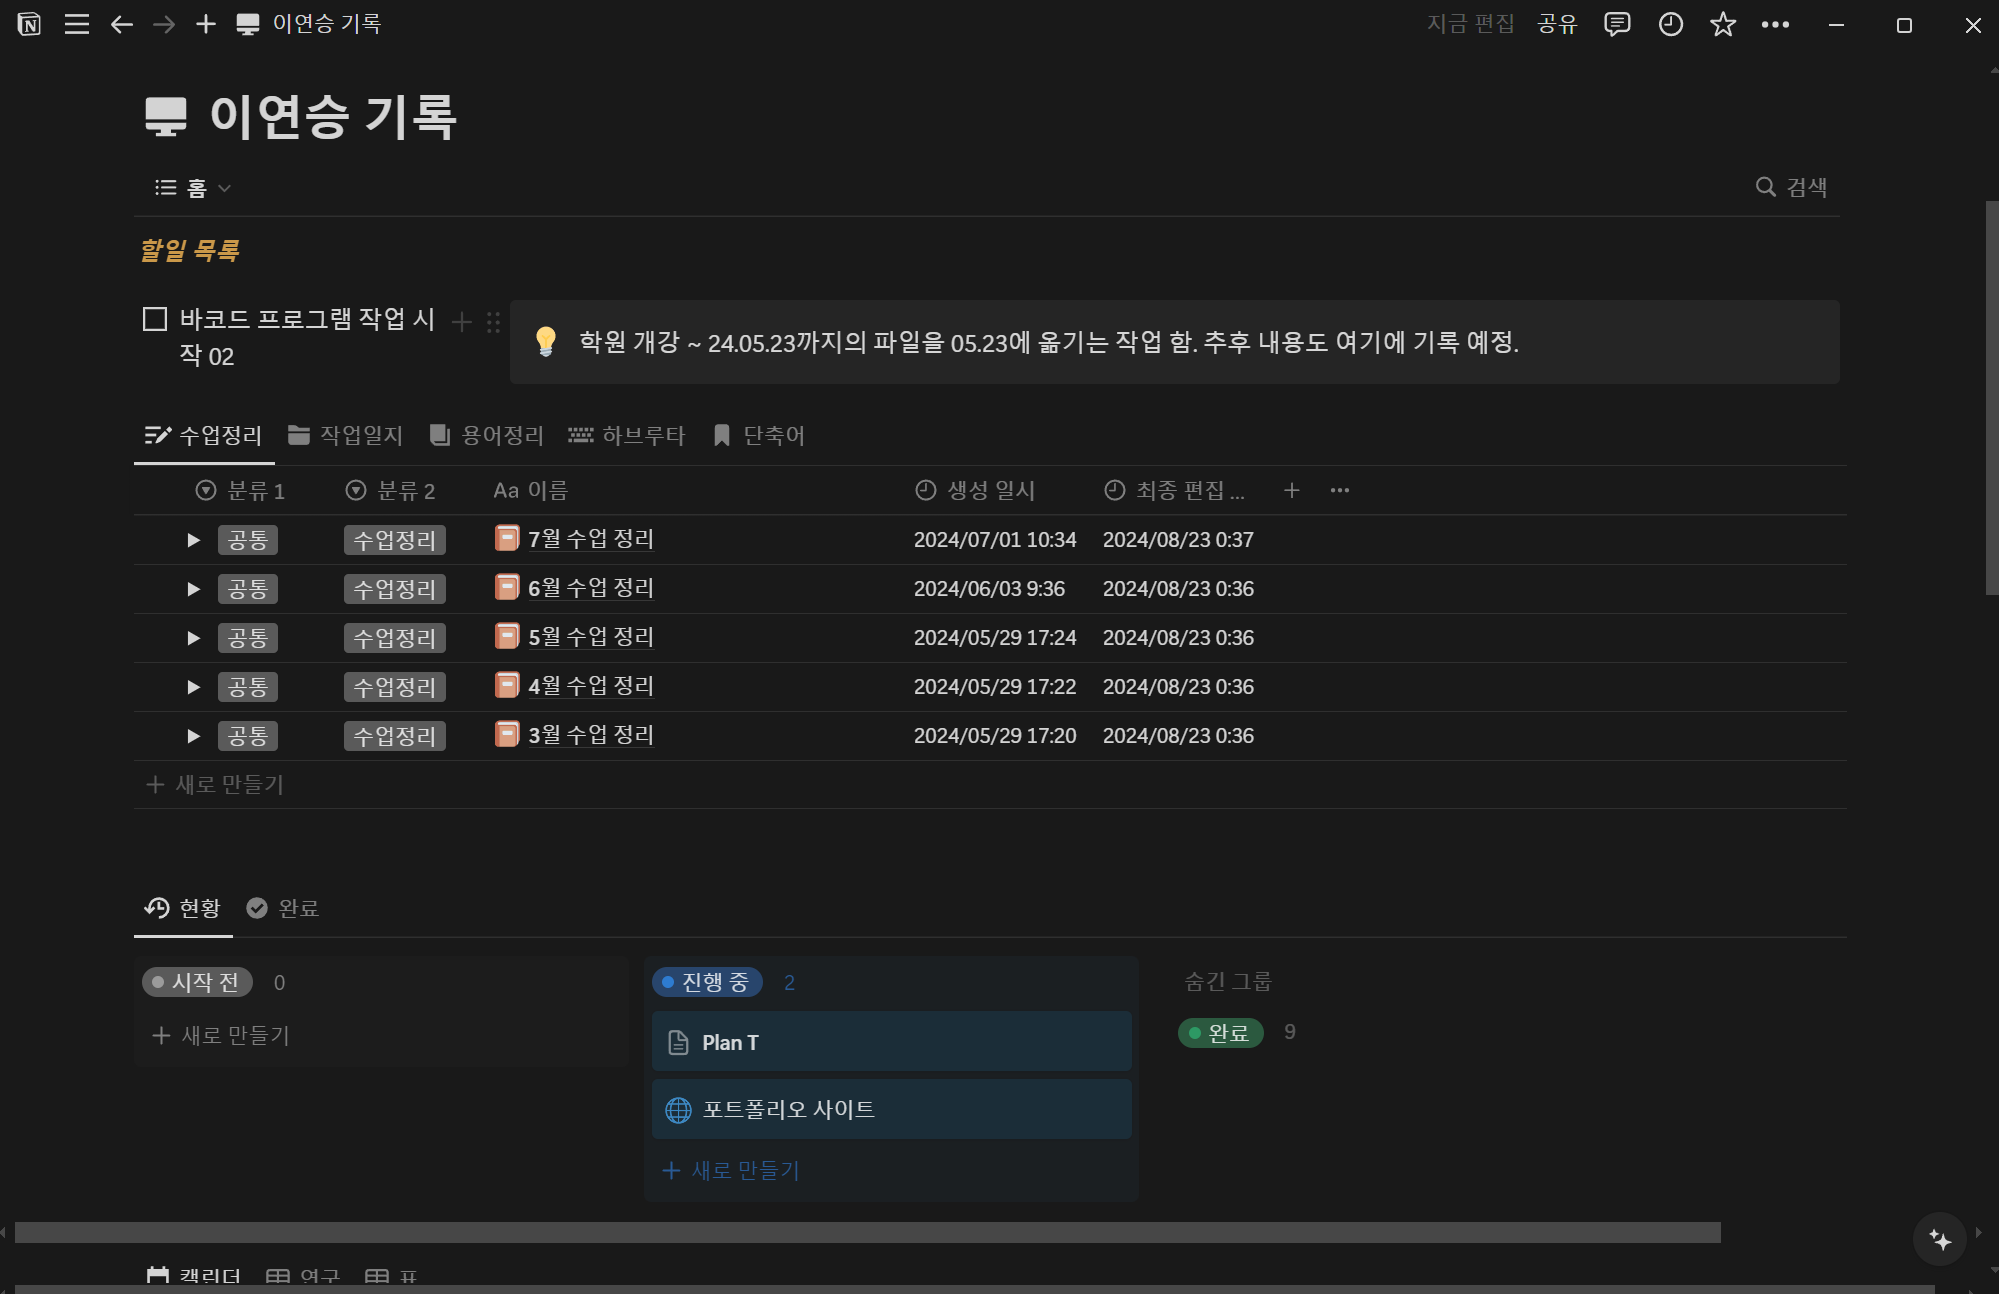 이연승 기록
지금 편집 공유
이연승 기록
홈
검색
할일 목록
바코드 프로그램 작업 시
작 02
학원 개강 ~ 24.05.23까지의 파일을 05.23에 옮기는 작업 함. 추후 내용도 여기에 기록 예정.
수업정리 작업일지 용어정리 하브루타 단축어
분류 1 분류 2 Aa 이름 생성 일시 최종 편집 ...
공통 수업정리 7월 수업 정리 2024/07/01 10:34 2024/08/23 0:37
공통 수업정리 6월 수업 정리 2024/06/03 9:36 2024/08/23 0:36
공통 수업정리 5월 수업 정리 2024/05/29 17:24 2024/08/23 0:36
공통 수업정리 4월 수업 정리 2024/05/29 17:22 2024/08/23 0:36
공통 수업정리 3월 수업 정리 2024/05/29 17:20 2024/08/23 0:36
+ 새로 만들기
현황 완료
시작 전 0
+ 새로 만들기
진행 중 2
Plan T
포트폴리오 사이트
+ 새로 만들기
숨긴 그룹
완료 9
캘린더 연구 표